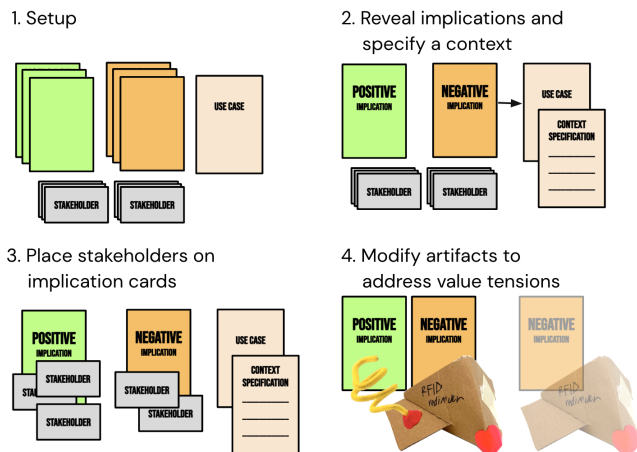 1. Setup
USE CASE
STAKEHOLDER
STAKEHOLDER
2. Reveal implications and
specify a context
POSITIVE
IMPLICATION
NEGATIVE
IMPLICATION
USE CASE
CONTEXT
SPECIFICATION
STAKEHOLDER
STAKEHOLDER
3. Place stakeholders on
implication cards
POSITIVE
IMPLICATION
STAKEHOLDER
STA
STAKEHOLDER
NEGATIVE
IMPLICATION
STAKEHOLDER
STAKEHOLDER
USE CASE
CONTEXT
SPECIFICATION
4. Modify artifacts to
address value tensions
POSITIVE
IMPLICATION
NEGATIVE
IMPLICATION
RFID
NEGATIVE
IMPLICATION
RFID